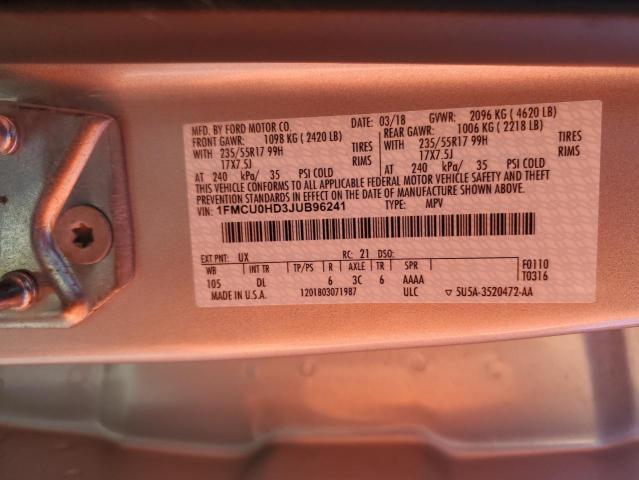 MFD. BY FORD MOTOR CO.
03/18 GVWR: 2096 KG ( 4620 LB)
FRONT GAWR: 1098 KG ( 2420 LB)
REAR GAWR: 1006 KG ( 2218 LB)
WITH 235/55R17 99H TIRES
WITH 235/55R17 99H TIRES
17X7.5J RIMS
17X7.5J RIMS
AT 240 kPa/ 35 PSI COLD
AT 240 kPa/ 35 PSI COLD
THIS VEHICLE CONFORMS TO ALL APPLICABLE FEDERAL MOTOR VEHICLE SAFETY AND THEFT
PREVENTION STANDARDS IN EFFECT ON THE DATE OF MANUFACTURE SHOWN ABOVE.
VIN: 1FMCU0HD3JUB96241 TYPE: MPV
EXT PNT: UX RC: 21 DSO:
WB INT TR TP/PS R AXLE TR SPR F0110
105 DL 6 3C 6 AAAA T0316
MADE IN U.S.A. 1201803071987 ULC ▽ 5U5A-3520472-AA